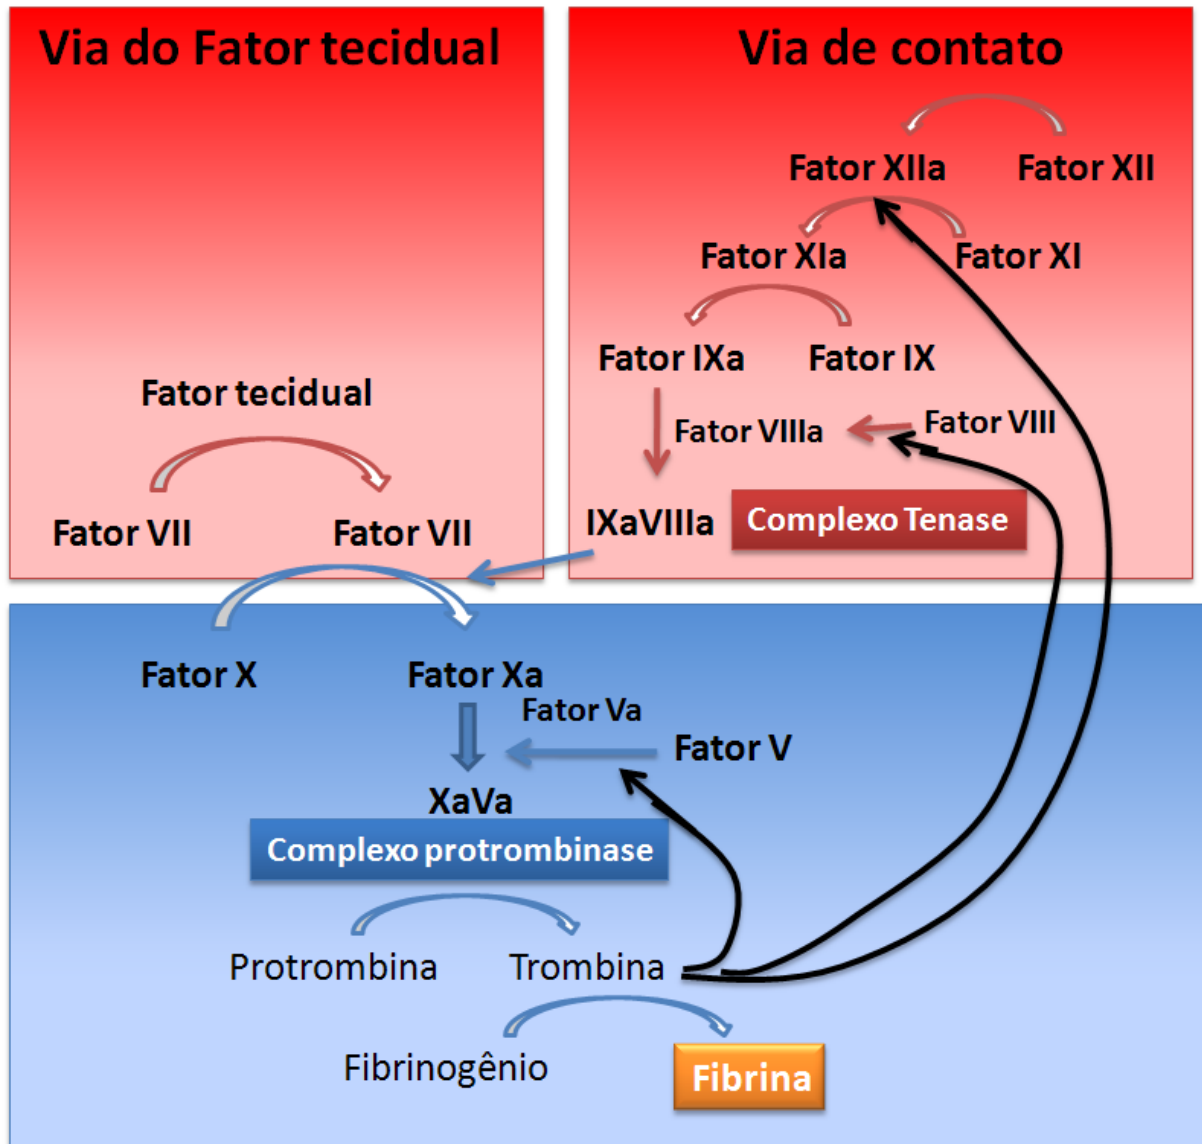 Via do Fator tecidual
Via de contato
Fator XIIa
Fator XII
Fator XIa
Fator XI
Fator IXa
Fator IX
Fator tecidual
Fator VIIIa
Fator VIII
Fator VII
Fator VII
IXaVIIIa
Complexo Tenase
Fator X
Fator Xa
Fator Va
Fator V
XaVa
Complexo protrombinase
Protrombina
Trombina
Fibrinogênio
Fibrina